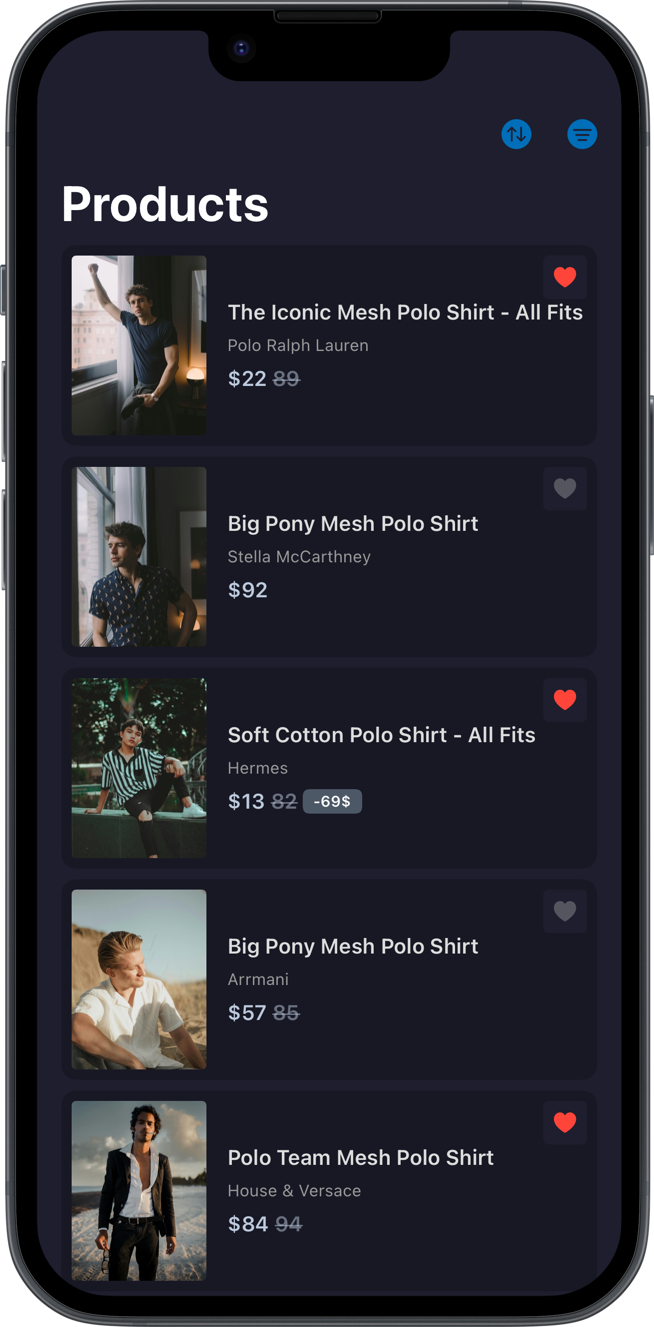 Products
The Iconic Mesh Polo Shirt - All Fits
Polo Ralph Lauren
$22 89
Big Pony Mesh Polo Shirt
Stella McCarthney
$92
Soft Cotton Polo Shirt - All Fits
Hermes
$13 82 -69$
Big Pony Mesh Polo Shirt
Arrmani
$57 85
Polo Team Mesh Polo Shirt
House & Versace
$84 94